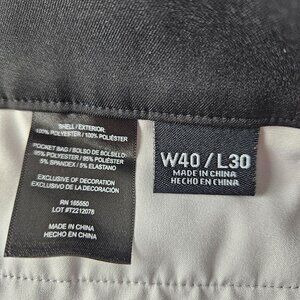 SHELL / EXTERIOR:
100% POLYESTER / 100% POLIÉSTER
POCKET BAG / BOLSO DE BOLSILLO:
95% POLYESTER / 95% POLIÉSTER
5% SPANDEX / 5% ELASTANO
EXCLUSIVE OF DECORATION
EXCLUSIVO DE LA DECORACIÓN
RN 165550
LOT #72212078
MADE IN CHINA
HECHO EN CHINA
W40 / L30
MADE IN CHINA
HECHO EN CHINA